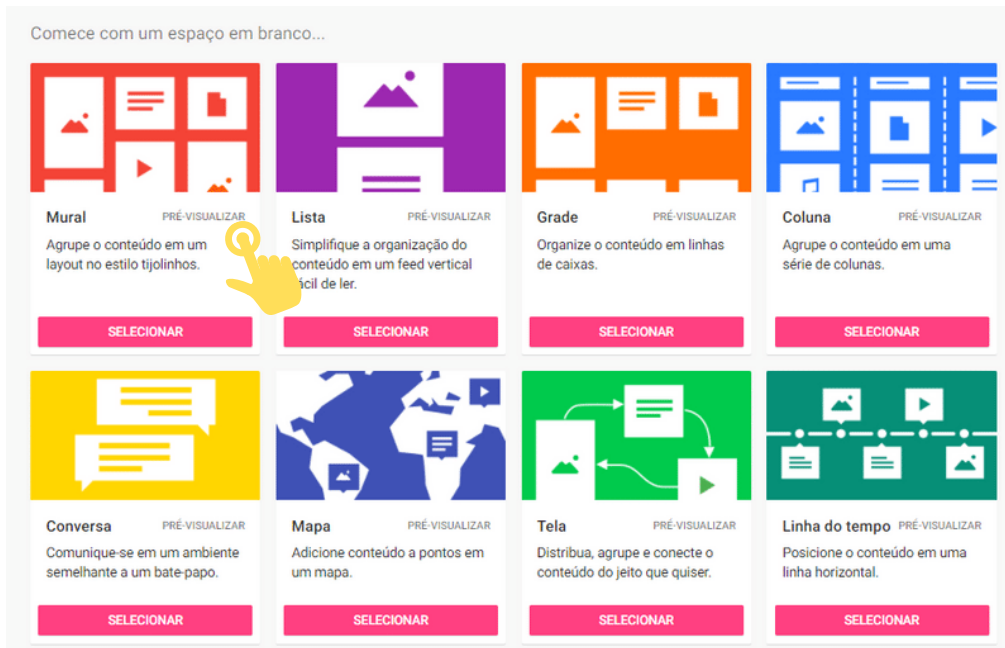 Comece com um espaço em branco...
Mural PRÉ-VISUALIZAR
Agrupe o conteúdo em um
layout no estilo tijolinhos.
SELECIONAR
Lista PRÉ-VISUALIZAR
Simplifique a organização do
conteúdo em um feed vertical
fácil de ler.
SELECIONAR
Grade PRÉ-VISUALIZAR
Organize o conteúdo em linhas
de caixas.
SELECIONAR
Coluna PRÉ-VISUALIZAR
Agrupe o conteúdo em uma
série de colunas.
SELECIONAR
Conversa PRÉ-VISUALIZAR
Comunique-se em um ambiente
semelhante a um bate-papo.
SELECIONAR
Mapa PRÉ-VISUALIZAR
Adicione conteúdo a pontos em
um mapa.
SELECIONAR
Tela PRÉ-VISUALIZAR
Distribua, agrupe e conecte o
conteúdo do jeito que quiser.
SELECIONAR
Linha do tempo PRÉ-VISUALIZAR
Posicione o conteúdo em uma
linha horizontal.
SELECIONAR